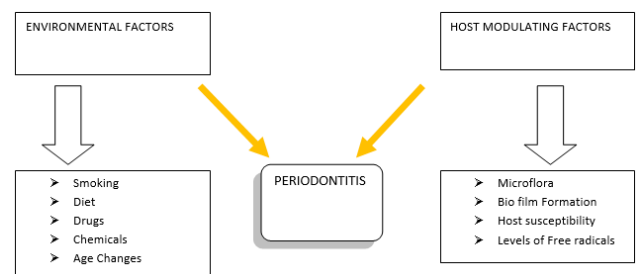 ENVIRONMENTAL FACTORS
HOST MODULATING FACTORS
PERIODONTITIS
➤ Smoking
➤ Diet
➤ Drugs
➤ Chemicals
➤ Age Changes
➤ Microflora
➤ Bio film Formation
➤ Host susceptibility
➤ Levels of Free radicals